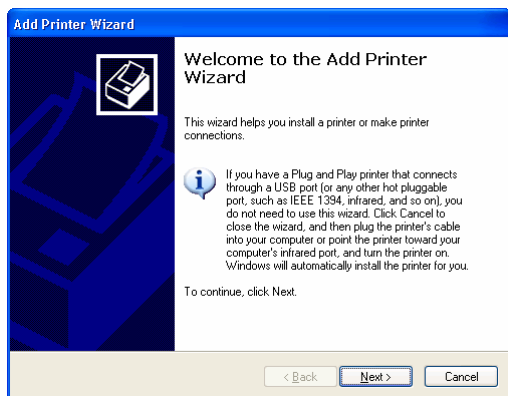 Add Printer Wizard
Welcome to the Add Printer
Wizard
This wizard helps you install a printer or make printer
connections.
If you have a Plug and Play printer that connects
through a USB port (or any other hot pluggable
port, such as IEEE 1394, infrared, and so on), you
do not need to use this wizard. Click Cancel to
close the wizard, and then plug the printer's cable
into your computer or point the printer toward your
computer's infrared port, and turn the printer on.
Windows will automatically install the printer for you.
To continue, click Next.
< Back Next > Cancel